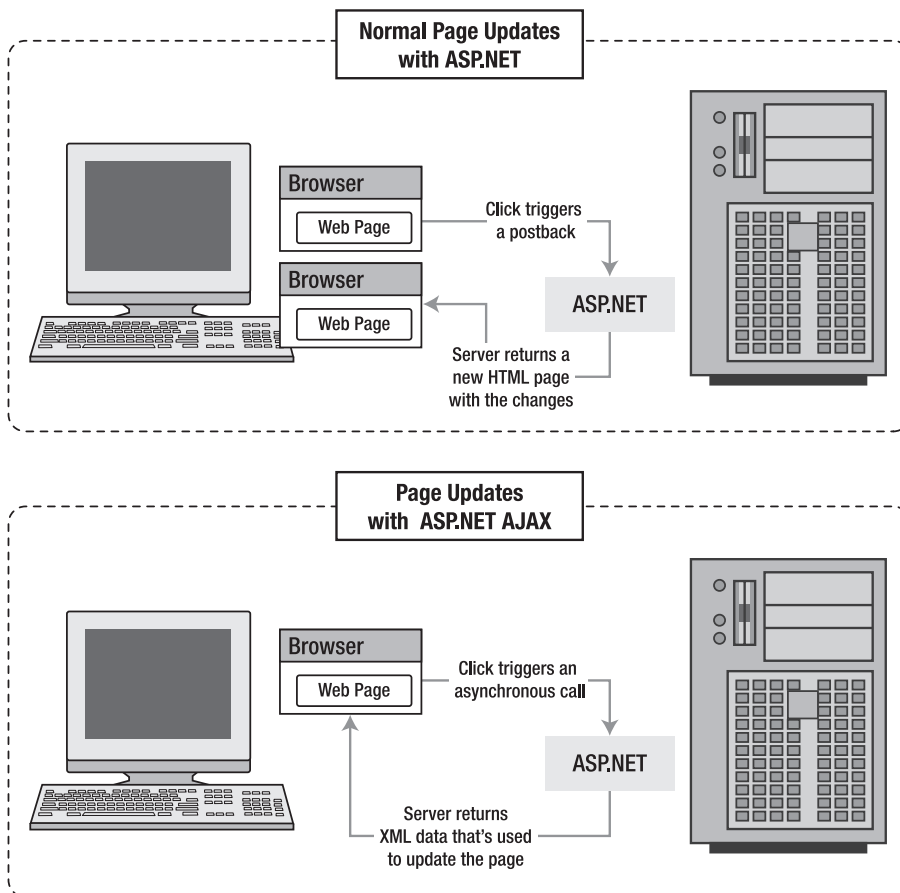 Normal Page Updates
with ASP.NET
Browser
Web Page
Click triggers
a postback
Browser
Web Page
ASP.NET
Server returns a
new HTML page
with the changes
Page Updates
with ASP.NET AJAX
Browser
Web Page
Click triggers an
asynchronous call
ASP.NET
Server returns
XML data that's used
to update the page